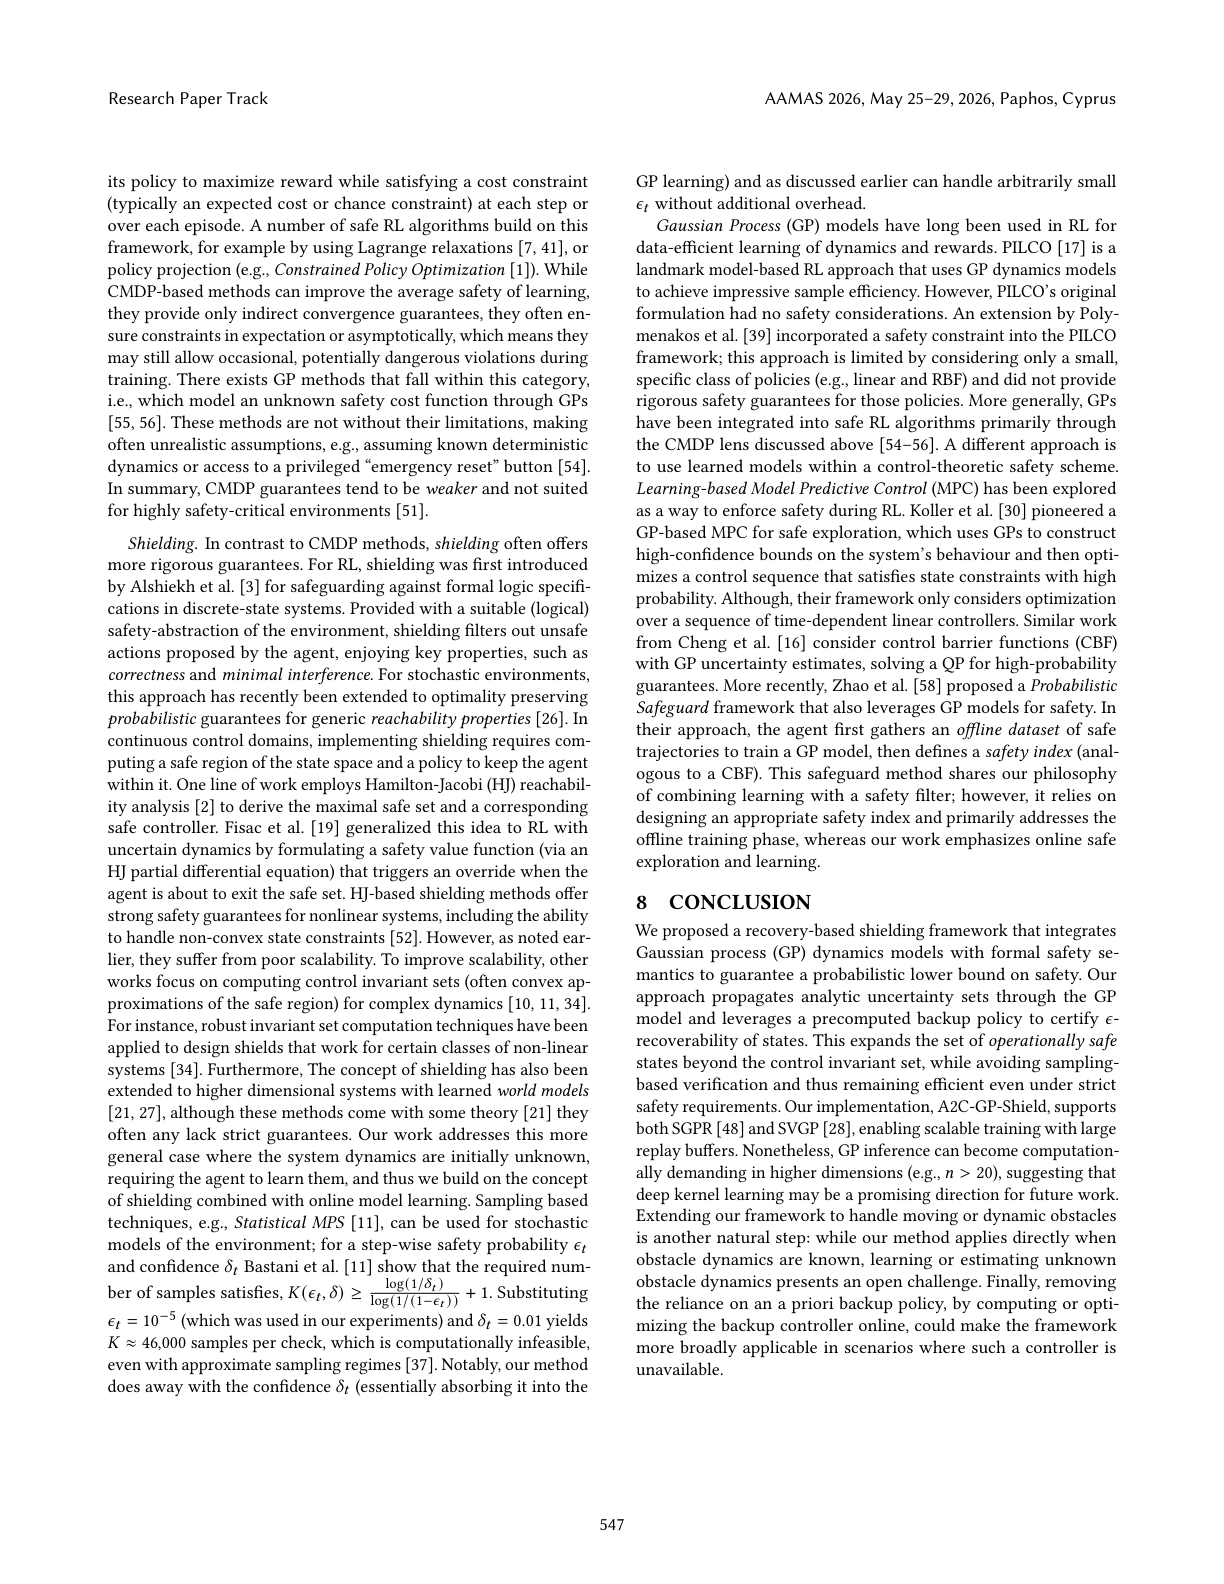 Research Paper Track
AAMAS 2026, May 25–29, 2026, Paphos, Cyprus
its policy to maximize reward while satisfying a cost constraint
(typically an expected cost or chance constraint) at each step or
over each episode. A number of safe RL algorithms build on this
framework, for example by using Lagrange relaxations [7, 41], or
policy projection (e.g., Constrained Policy Optimization [1]). While
CMDP-based methods can improve the average safety of learning,
they provide only indirect convergence guarantees, they often en-
sure constraints in expectation or asymptotically, which means they
may still allow occasional, potentially dangerous violations during
training. There exists GP methods that fall within this category,
i.e., which model an unknown safety cost function through GPs
[55, 56]. These methods are not without their limitations, making
often unrealistic assumptions, e.g., assuming known deterministic
dynamics or access to a privileged “emergency reset” button [54].
In summary, CMDP guarantees tend to be weaker and not suited
for highly safety-critical environments [51].
Shielding. In contrast to CMDP methods, shielding often offers
more rigorous guarantees. For RL, shielding was first introduced
by Alshiekh et al. [3] for safeguarding against formal logic specifi-
cations in discrete-state systems. Provided with a suitable (logical)
safety-abstraction of the environment, shielding filters out unsafe
actions proposed by the agent, enjoying key properties, such as
correctness and minimal interference. For stochastic environments,
this approach has recently been extended to optimality preserving
probabilistic guarantees for generic reachability properties [26]. In
continuous control domains, implementing shielding requires com-
puting a safe region of the state space and a policy to keep the agent
within it. One line of work employs Hamilton-Jacobi (HJ) reachabil-
ity analysis [2] to derive the maximal safe set and a corresponding
safe controller. Fisac et al. [19] generalized this idea to RL with
uncertain dynamics by formulating a safety value function (via an
HJ partial differential equation) that triggers an override when the
agent is about to exit the safe set. HJ-based shielding methods offer
strong safety guarantees for nonlinear systems, including the ability
to handle non-convex state constraints [52]. However, as noted ear-
lier, they suffer from poor scalability. To improve scalability, other
works focus on computing control invariant sets (often convex ap-
proximations of the safe region) for complex dynamics [10, 11, 34].
For instance, robust invariant set computation techniques have been
applied to design shields that work for certain classes of non-linear
systems [34]. Furthermore, The concept of shielding has also been
extended to higher dimensional systems with learned world models
[21, 27], although these methods come with some theory [21] they
often any lack strict guarantees. Our work addresses this more
general case where the system dynamics are initially unknown,
requiring the agent to learn them, and thus we build on the concept
of shielding combined with online model learning. Sampling based
techniques, e.g., Statistical MPS [11], can be used for stochastic
models of the environment; for a step-wise safety probability ϵt
and confidence δt Bastani et al. [11] show that the required num-
ber of samples satisfies, K(ϵt, δ) ≥ log(1/δt) / log(1/(1−ϵt)) + 1. Substituting
ϵt = 10−5 (which was used in our experiments) and δt = 0.01 yields
K ≈ 46,000 samples per check, which is computationally infeasible,
even with approximate sampling regimes [37]. Notably, our method
does away with the confidence δt (essentially absorbing it into the
GP learning) and as discussed earlier can handle arbitrarily small
ϵt without additional overhead.
Gaussian Process (GP) models have long been used in RL for
data-efficient learning of dynamics and rewards. PILCO [17] is a
landmark model-based RL approach that uses GP dynamics models
to achieve impressive sample efficiency. However, PILCO’s original
formulation had no safety considerations. An extension by Poly-
menakos et al. [39] incorporated a safety constraint into the PILCO
framework; this approach is limited by considering only a small,
specific class of policies (e.g., linear and RBF) and did not provide
rigorous safety guarantees for those policies. More generally, GPs
have been integrated into safe RL algorithms primarily through
the CMDP lens discussed above [54–56]. A different approach is
to use learned models within a control-theoretic safety scheme.
Learning-based Model Predictive Control (MPC) has been explored
as a way to enforce safety during RL. Koller et al. [30] pioneered a
GP-based MPC for safe exploration, which uses GPs to construct
high-confidence bounds on the system’s behaviour and then opti-
mizes a control sequence that satisfies state constraints with high
probability. Although, their framework only considers optimization
over a sequence of time-dependent linear controllers. Similar work
from Cheng et al. [16] consider control barrier functions (CBF)
with GP uncertainty estimates, solving a QP for high-probability
guarantees. More recently, Zhao et al. [58] proposed a Probabilistic
Safeguard framework that also leverages GP models for safety. In
their approach, the agent first gathers an offline dataset of safe
trajectories to train a GP model, then defines a safety index (anal-
ogous to a CBF). This safeguard method shares our philosophy
of combining learning with a safety filter; however, it relies on
designing an appropriate safety index and primarily addresses the
offline training phase, whereas our work emphasizes online safe
exploration and learning.
8 CONCLUSION
We proposed a recovery-based shielding framework that integrates
Gaussian process (GP) dynamics models with formal safety se-
mantics to guarantee a probabilistic lower bound on safety. Our
approach propagates analytic uncertainty sets through the GP
model and leverages a precomputed backup policy to certify ϵ-
recoverability of states. This expands the set of operationally safe
states beyond the control invariant set, while avoiding sampling-
based verification and thus remaining efficient even under strict
safety requirements. Our implementation, A2C-GP-Shield, supports
both SGPR [48] and SVGP [28], enabling scalable training with large
replay buffers. Nonetheless, GP inference can become computation-
ally demanding in higher dimensions (e.g., n > 20), suggesting that
deep kernel learning may be a promising direction for future work.
Extending our framework to handle moving or dynamic obstacles
is another natural step: while our method applies directly when
obstacle dynamics are known, learning or estimating unknown
obstacle dynamics presents an open challenge. Finally, removing
the reliance on an a priori backup policy, by computing or opti-
mizing the backup controller online, could make the framework
more broadly applicable in scenarios where such a controller is
unavailable.
547